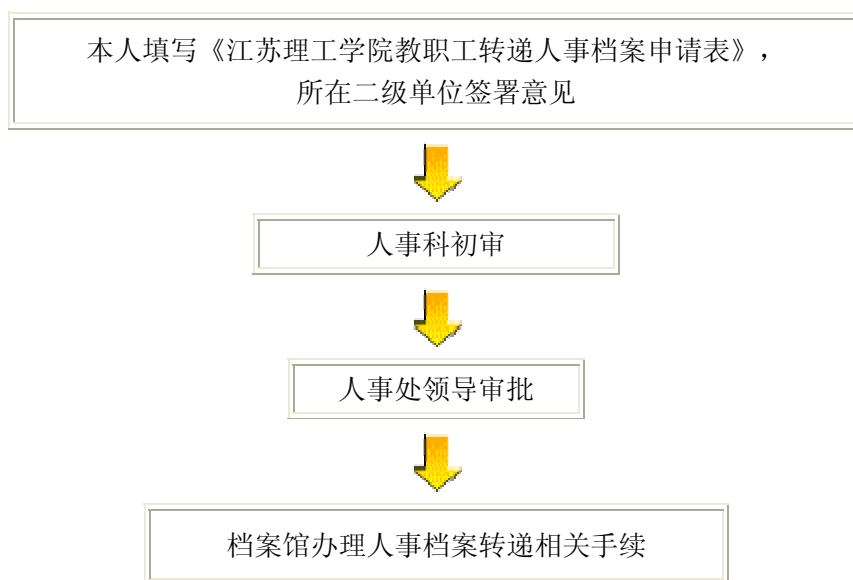 本人填写《江苏理工学院教职工转递人事档案申请表》，
所在二级单位签署意见
人事科初审
人事处领导审批
档案馆办理人事档案转递相关手续